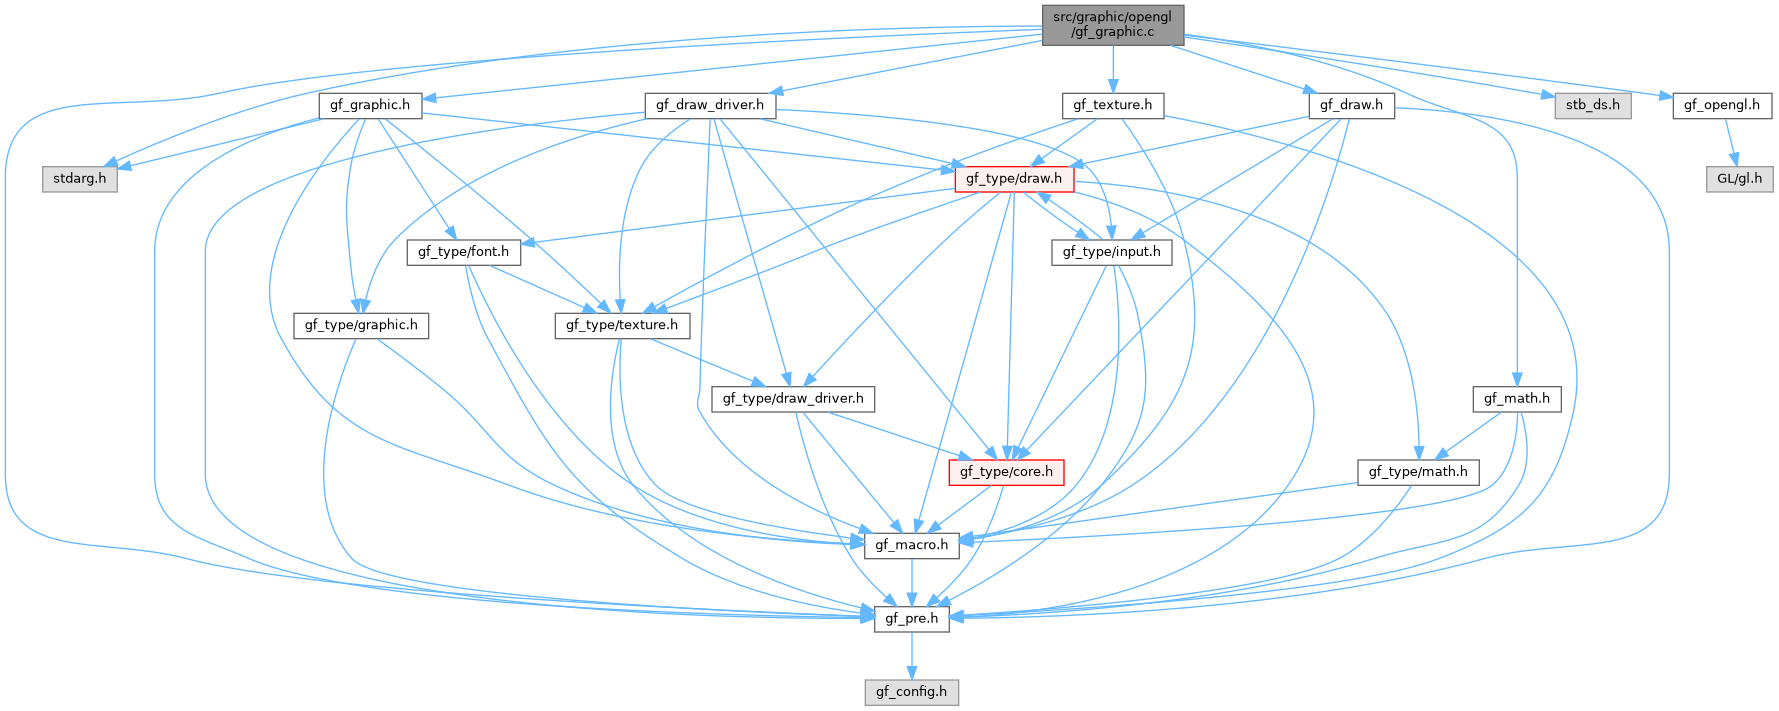 src/graphic/opengl
/gf_graphic.c
gf_graphic.h
gf_draw_driver.h
gf_texture.h
gf_draw.h
stb_ds.h
gf_opengl.h
stdarg.h
gf_type/draw.h
GL/gl.h
gf_type/font.h
gf_type/input.h
gf_type/graphic.h
gf_type/texture.h
gf_type/draw_driver.h
gf_math.h
gf_type/core.h
gf_type/math.h
gf_macro.h
gf_pre.h
gf_config.h